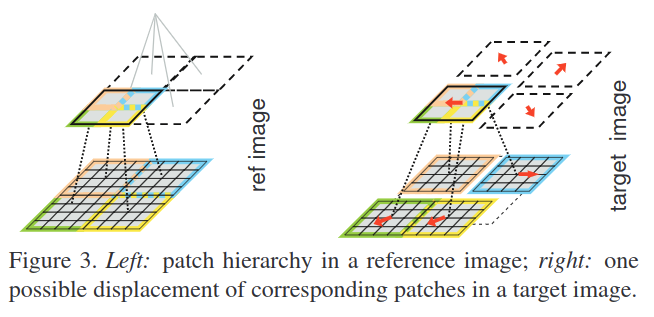 ref image
target image
Figure 3. Left: patch hierarchy in a reference image; right: one
possible displacement of corresponding patches in a target image.